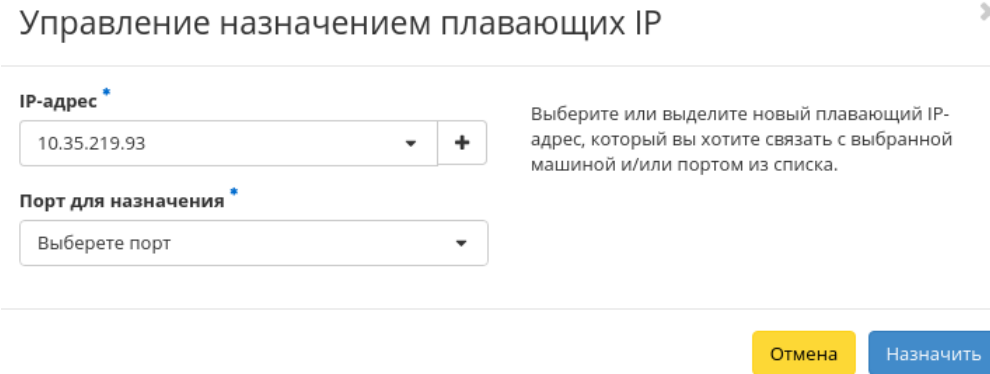 Управление назначением плавающих IP
IP-адрес *
10.35.219.93
Порт для назначения *
Выберете порт
Выберите или выделите новый плавающий IP-
адрес, который вы хотите связать с выбранной
машиной и/или портом из списка.
Отмена
Назначить